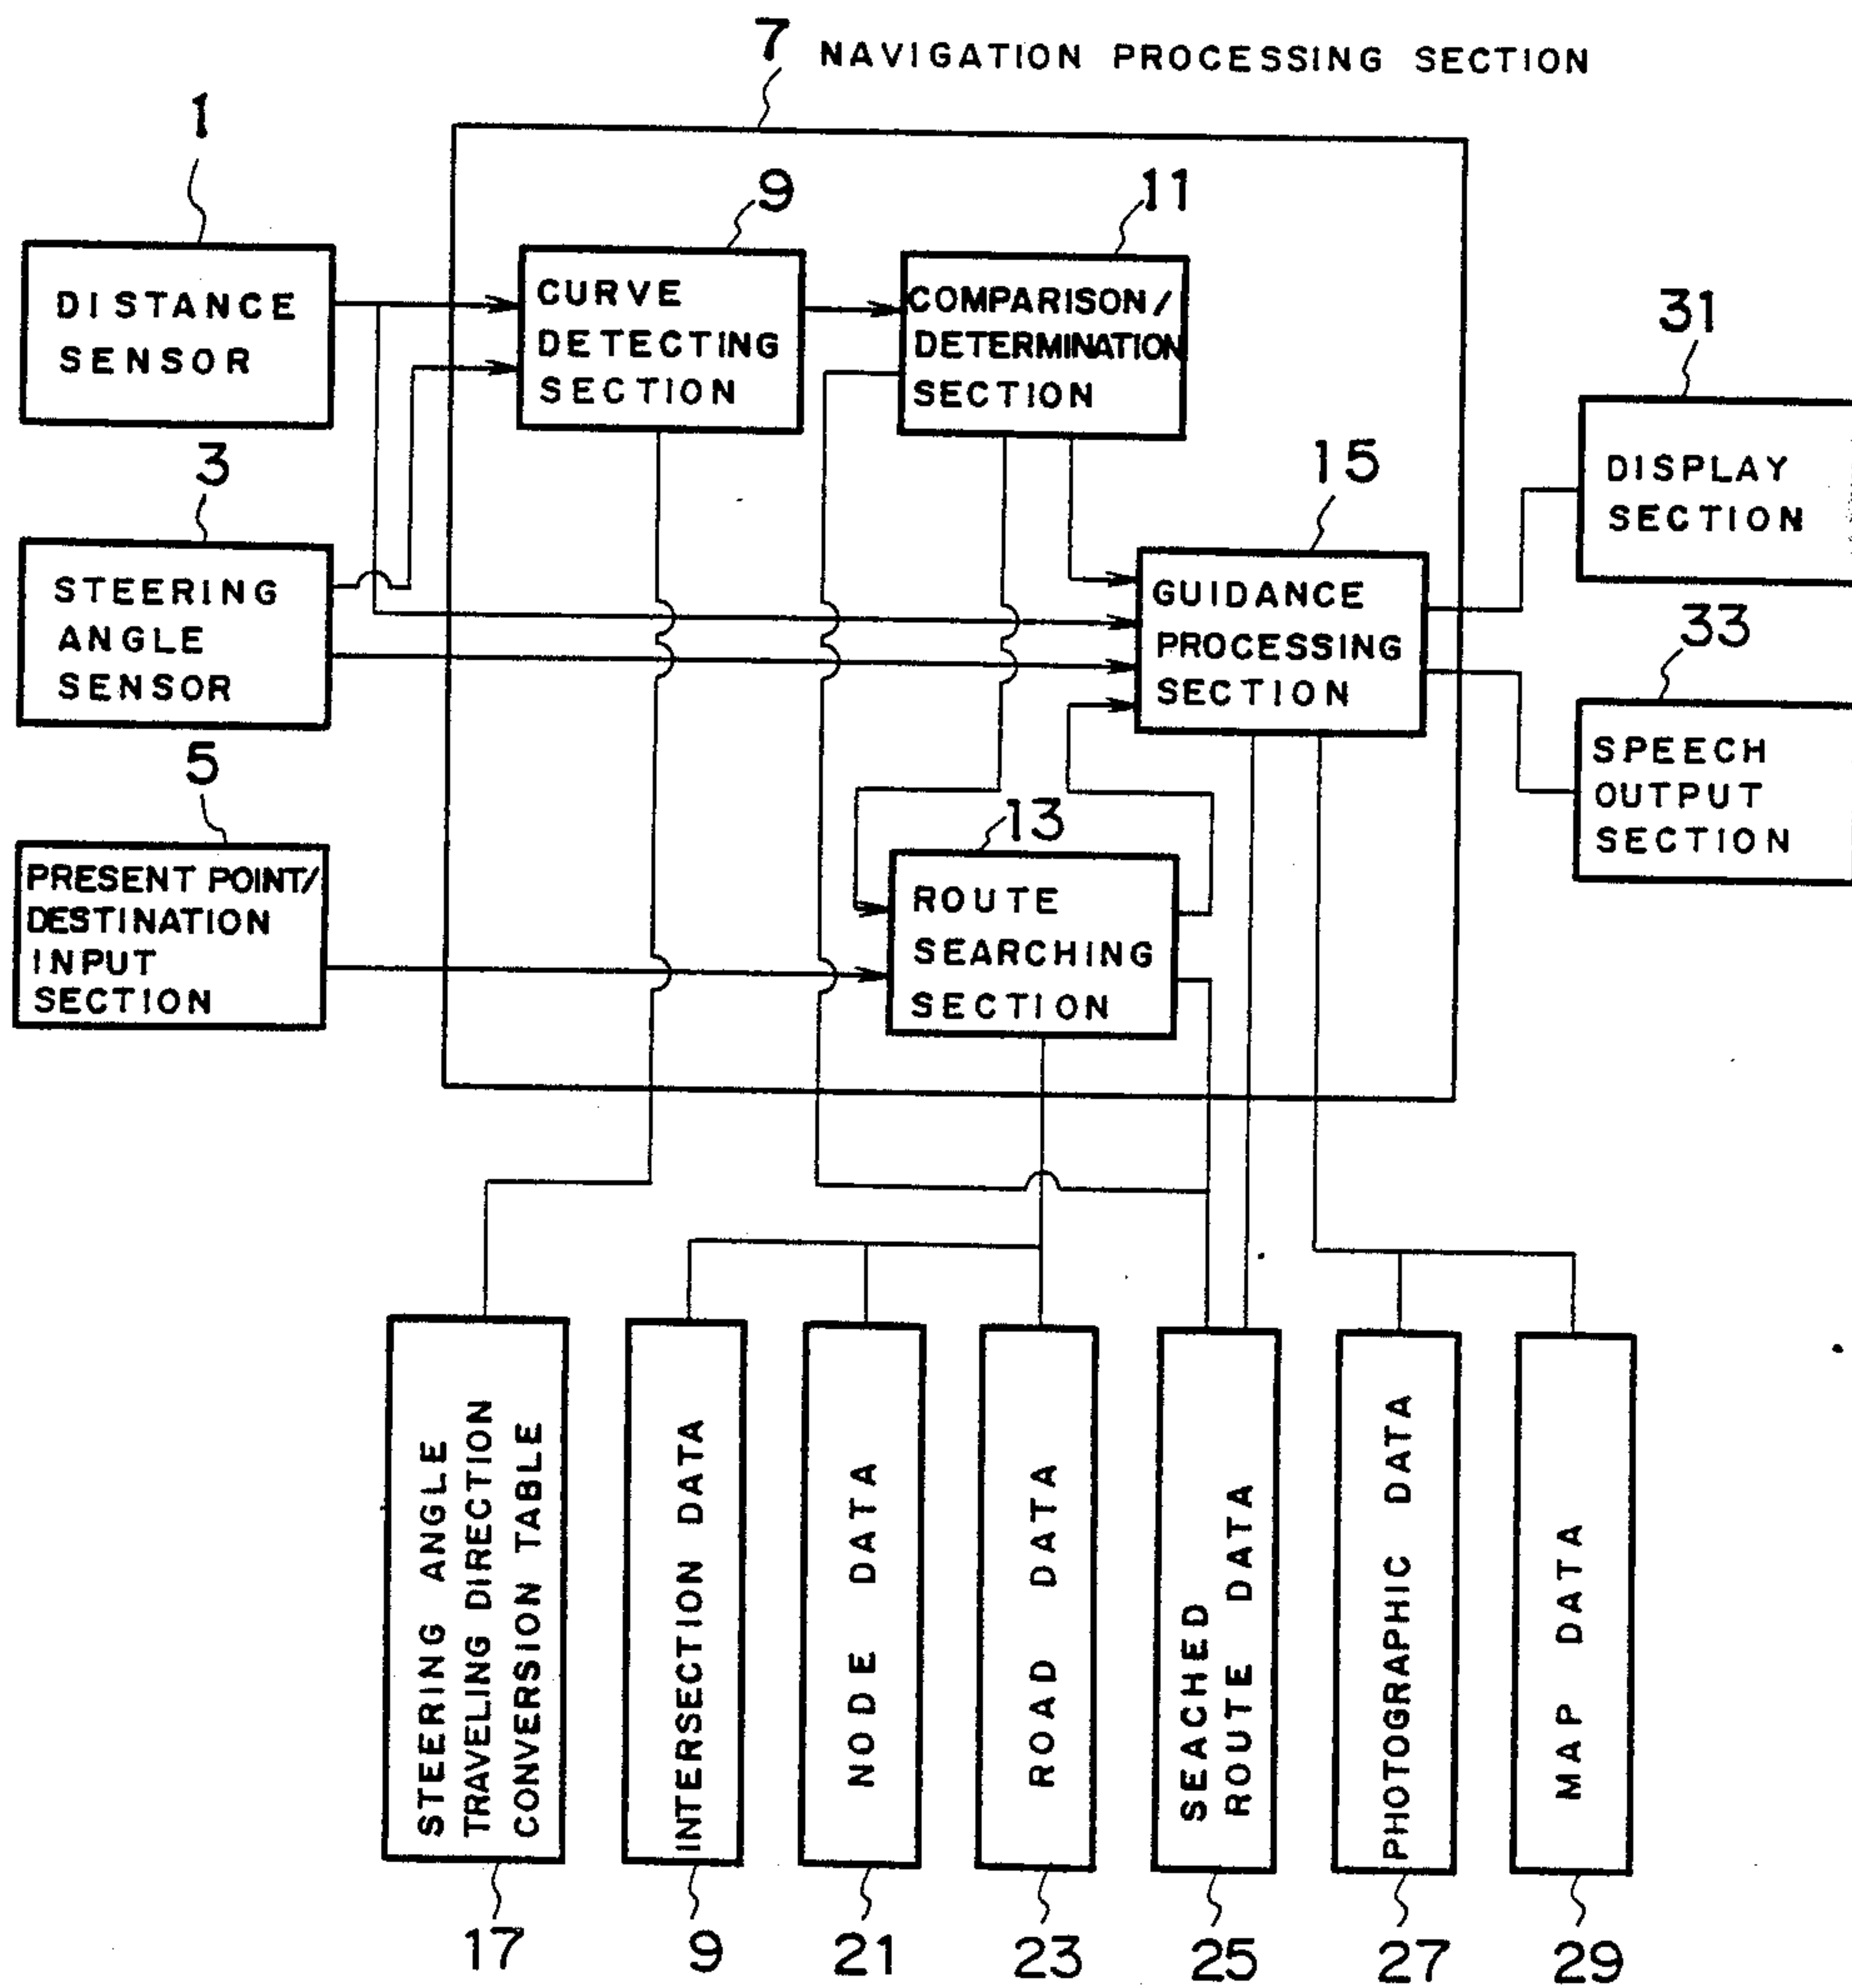 7 NAVIGATION PROCESSING SECTION
1
DISTANCE
SENSOR
9
CURVE
DETECTING
SECTION
11
COMPARISON/
DETERMINATION
SECTION
31
DISPLAY
SECTION
3
STEERING
ANGLE
SENSOR
15
GUIDANCE
PROCESSING
SECTION
33
SPEECH
OUTPUT
SECTION
5
PRESENT POINT/
DESTINATION
INPUT
SECTION
13
ROUTE
SEARCHING
SECTION
STEERING ANGLE
TRAVELING DIRECTION
CONVERSION TABLE
17
INTERSECTION DATA
9
NODE DATA
21
ROAD DATA
23
SEACHED
ROUTE DATA
25
PHOTOGRAPHIC DATA
27
MAP DATA
29